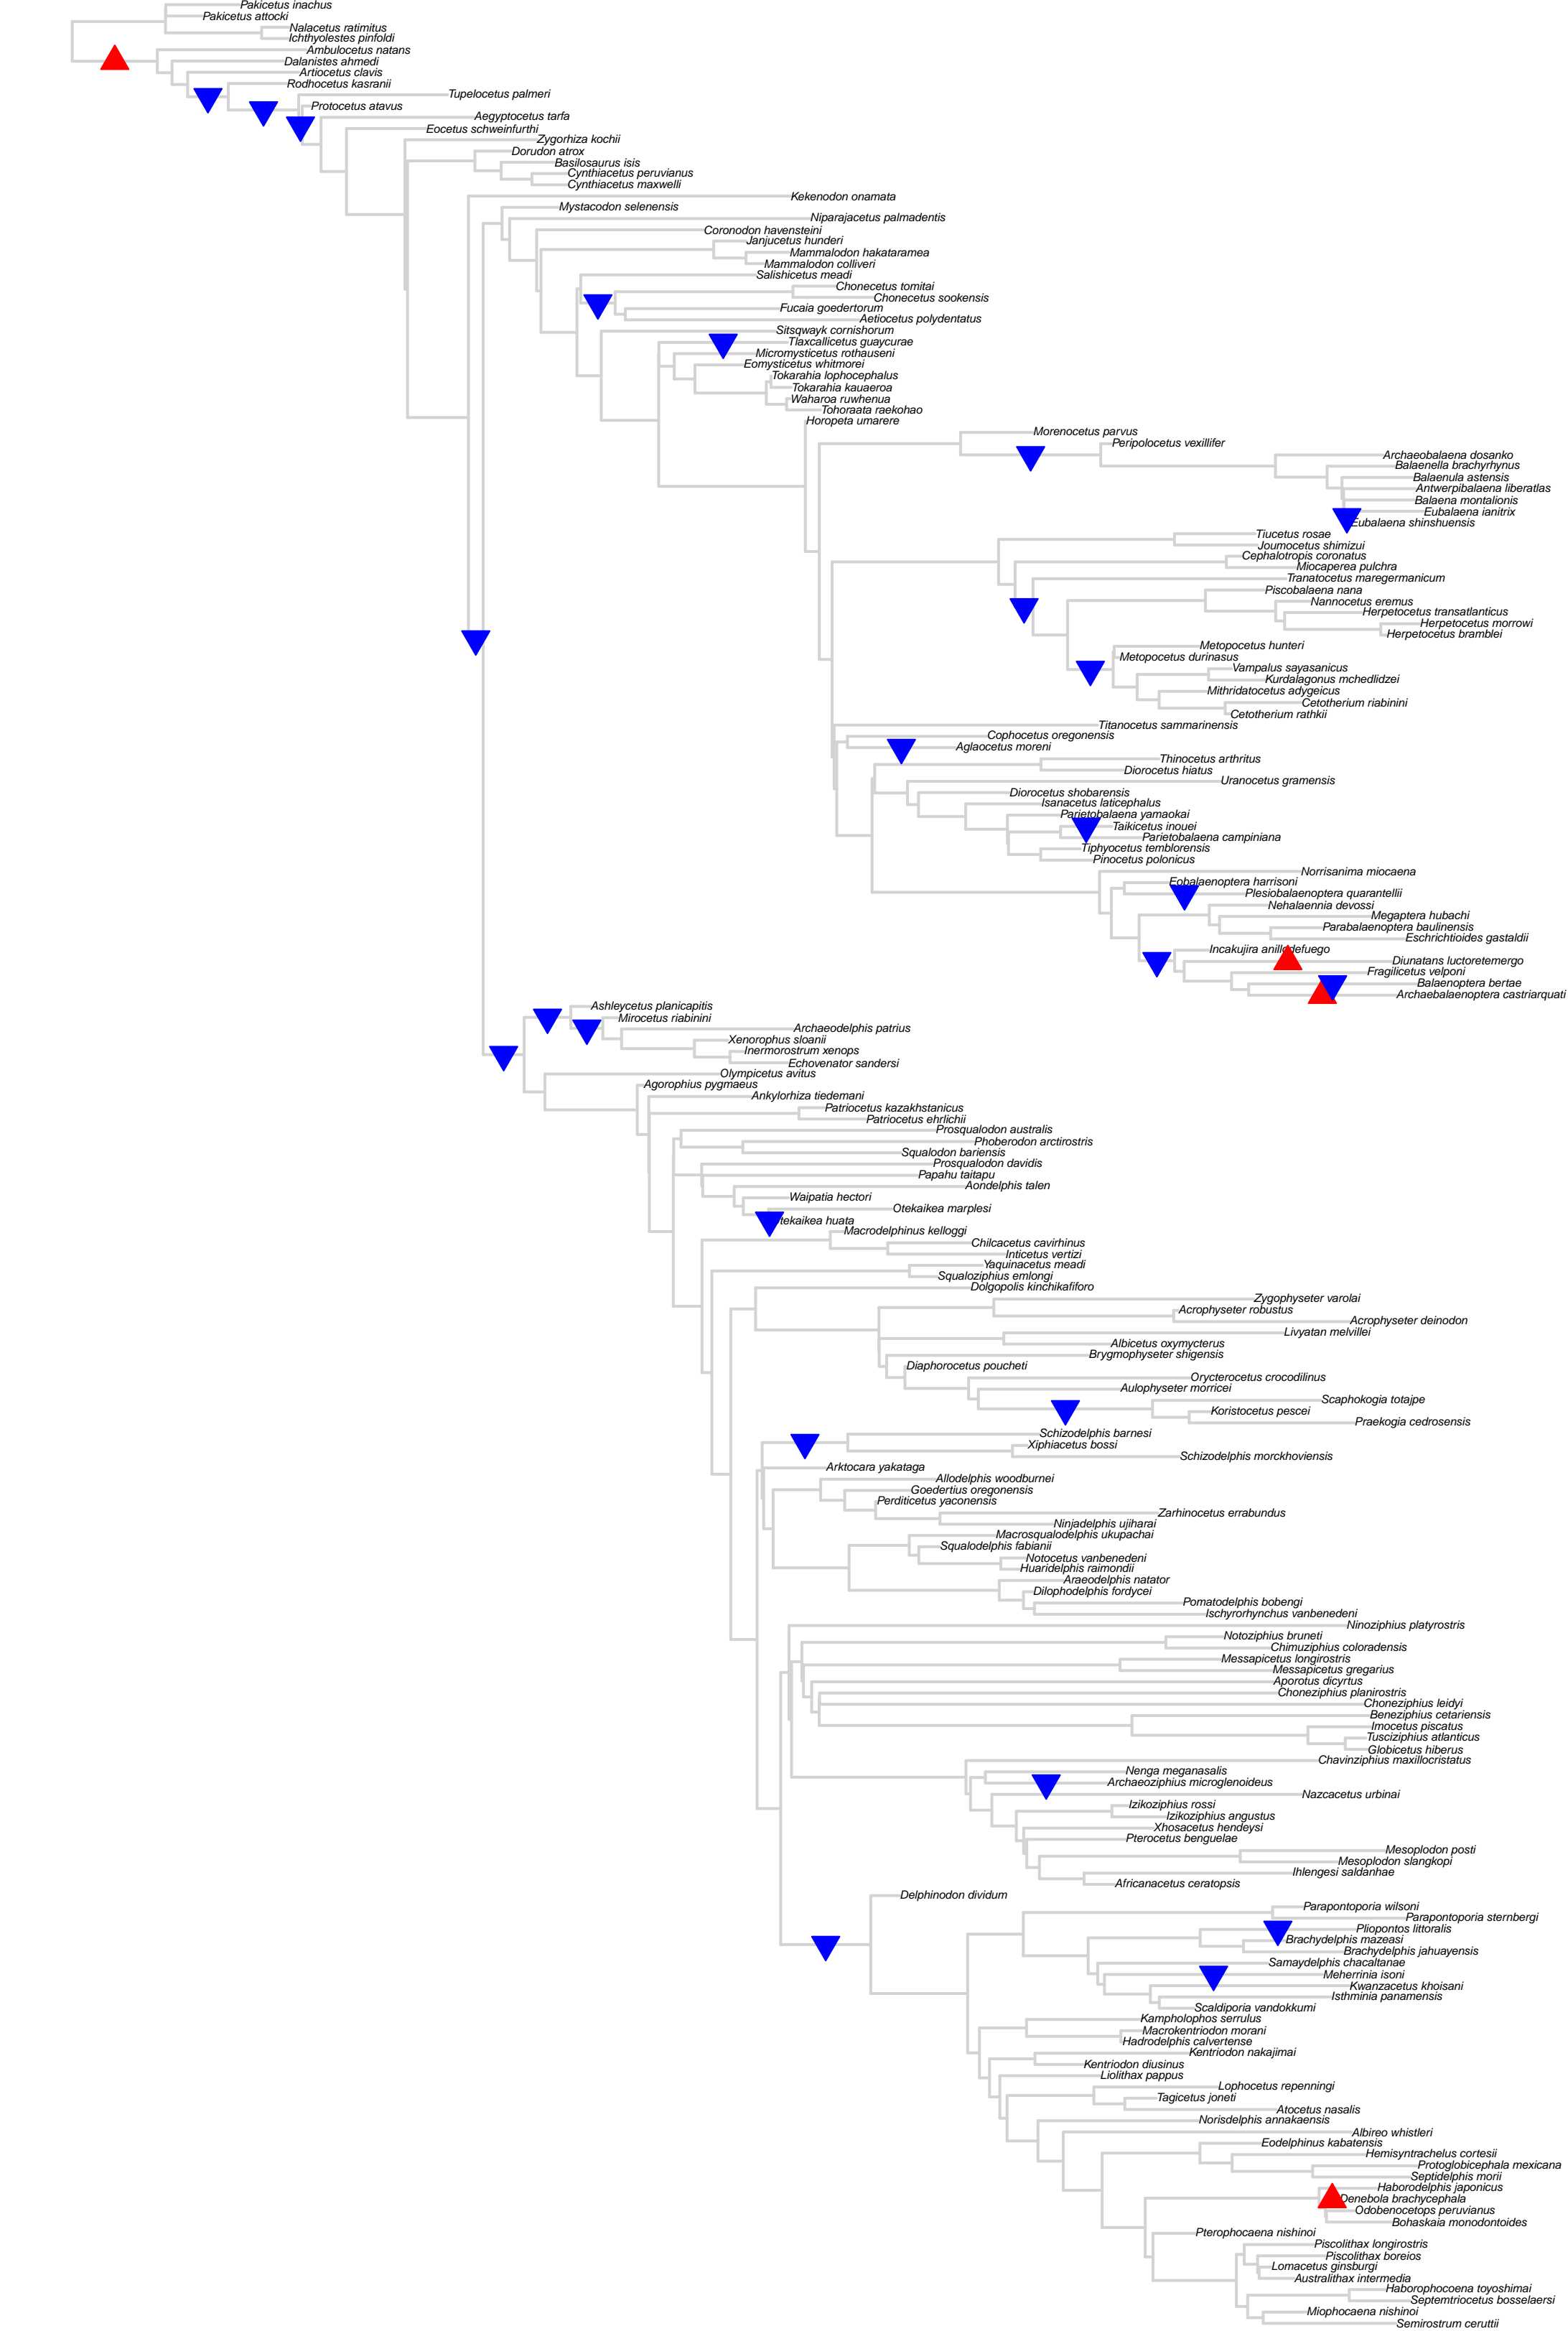 Pakicetus inachus
Pakicetus attocki
Nalacetus ratimitus
Ichthyolestes pinfoldi
Ambulocetus natans
Dalanistes ahmedi
Artiocetus clavis
Rodhocetus kasranii
Tupelocetus palmeri
Protocetus atavus
Aegyptocetus tarfa
Eocetus schweinfurthi
Zygorhiza kochii
Dorudon atrox
Basilosaurus isis
Cynthiacetus peruvianus
Cynthiacetus maxwelli
Kekenodon onamata
Mystacodon selenensis
Niparajacetus palmadentis
Coronodon havensteini
Janjucetus hunderi
Mammalodon hakataramea
Mammalodon colliveri
Salishicetus meadi
Chonecetus tomitai
Chonecetus sookensis
Fucaia goedertorum
Aetiocetus polydentatus
Sitsqwayk cornishorum
Tlaxcallicetus guaycurae
Micromysticetus rothauseni
Eomysticetus whitmorei
Tokarahia lophocephalus
Tokarahia kauaeroa
Waharoa ruwhenua
Tohoraata raekohao
Horopeta umarere
Morenocetus parvus
Peripolocetus vexillifer
Archaeobalaena dosanko
Balaenella brachyrhynus
Balaenula astensis
Antwerpibalaena liberatlas
Balaena montalionis
Eubalaena ianitrix
Eubalaena shinshuensis
Tiucetus rosae
Joumocetus shimizui
Cephalotropis coronatus
Miocaperea pulchra
Tranatocetus maregermanicum
Piscobalaena nana
Nannocetus eremus
Herpetocetus transatlanticus
Herpetocetus morrowi
Herpetocetus bramblei
Metopocetus hunteri
Metopocetus durinasus
Vampalus sayasanicus
Kurdalagonus mchedlidzei
Mithridatocetus adygeicus
Cetotherium riabinini
Cetotherium rathkii
Titanocetus sammarinensis
Cophocetus oregonensis
Aglaocetus moreni
Thinocetus arthritus
Diorocetus hiatus
Uranocetus gramensis
Diorocetus shobarensis
Isanacetus laticephalus
Parietobalaena yamaokai
Taikicetus inouei
Parietobalaena campiniana
Tiphyocetus temblorensis
Pinocetus polonicus
Norrisanima miocaena
Eobalaenoptera harrisoni
Plesiobalaenoptera quarantellii
Nehalaennia devossi
Megaptera hubachi
Parabalaenoptera baulinensis
Eschrichtioides gastaldii
Incakujira anillodefuego
Diunatans luctoretemergo
Fragilicetus velponi
Balaenoptera bertae
Archaebalaenoptera castriarquati
Ashleycetus planicapitis
Mirocetus riabinini
Archaeodelphis patrius
Xenorophus sloanii
Inermorostrum xenops
Echovenator sandersi
Olympicetus avitus
Agorophius pygmaeus
Ankylorhiza tiedemani
Patriocetus kazakhstanicus
Patriocetus ehrlichii
Prosqualodon australis
Phoberodon arctirostris
Squalodon bariensis
Prosqualodon davidis
Papahu taitapu
Aondelphis talen
Waipatia hectori
Otekaikea marplesi
Otekaikea huata
Macrodelphinus kelloggi
Chilcacetus cavirhinus
Inticetus vertizi
Yaquinacetus meadi
Squaloziphius emlongi
Dolgopolis kinchikafiforo
Zygophyseter varolai
Acrophyseter robustus
Acrophyseter deinodon
Livyatan melvillei
Albicetus oxymycterus
Brygmophyseter shigensis
Diaphorocetus poucheti
Orycterocetus crocodilinus
Aulophyseter morricei
Scaphokogia totajpe
Koristocetus pescei
Praekogia cedrosensis
Schizodelphis barnesi
Xiphiacetus bossi
Schizodelphis morckhoviensis
Arktocara yakataga
Allodelphis woodburnei
Goedertius oregonensis
Perditicetus yaconensis
Zarhinocetus errabundus
Ninjadelphis ujiharai
Macrosqualodelphis ukupachai
Squalodelphis fabianii
Notocetus vanbenedeni
Huaridelphis raimondii
Araeodelphis natator
Dilophodelphis fordycei
Pomatodelphis bobengi
Ischyrorhynchus vanbenedeni
Ninoziphius platyrostris
Notoziphius bruneti
Chimuziphius coloradensis
Messapicetus longirostris
Messapicetus gregarius
Aporotus dicyrtus
Choneziphius planirostris
Choneziphius leidyi
Beneziphius cetariensis
Imocetus piscatus
Tusciziphius atlanticus
Globicetus hiberus
Chavinziphius maxillocristatus
Nenga meganasalis
Archaeoziphius microglenoideus
Nazcacetus urbinai
Izikoziphius rossi
Izikoziphius angustus
Xhosacetus hendeysi
Pterocetus benguelae
Mesoplodon posti
Mesoplodon slangkopi
Ihlengesi saldanhae
Africanacetus ceratopsis
Delphinodon dividum
Parapontoporia wilsoni
Parapontoporia sternbergi
Pliopontos littoralis
Brachydelphis mazeasi
Brachydelphis jahuayensis
Samaydelphis chacaltanae
Meherrinia isoni
Kwanzacetus khoisani
Isthminia panamensis
Scaldiporia vandokkumi
Kampholophos serrulus
Macrokentriodon morani
Hadrodelphis calvertense
Kentriodon nakajimai
Kentriodon diusinus
Liolithax pappus
Lophocetus repenningi
Tagicetus joneti
Atocetus nasalis
Norisdelphis annakaensis
Albireo whistleri
Eodelphinus kabatensis
Hemisyntrachelus cortesii
Protoglobicephala mexicana
Septidelphis morii
Haborodelphis japonicus
Denebola brachycephala
Odobenocetops peruvianus
Bohaskaia monodontoides
Pterophocaena nishinoi
Piscolithax longirostris
Piscolithax boreios
Lomacetus ginsburgi
Australithax intermedia
Haborophocoena toyoshimai
Septemtriocetus bosselaersi
Miophocaena nishinoi
Semirostrum ceruttii